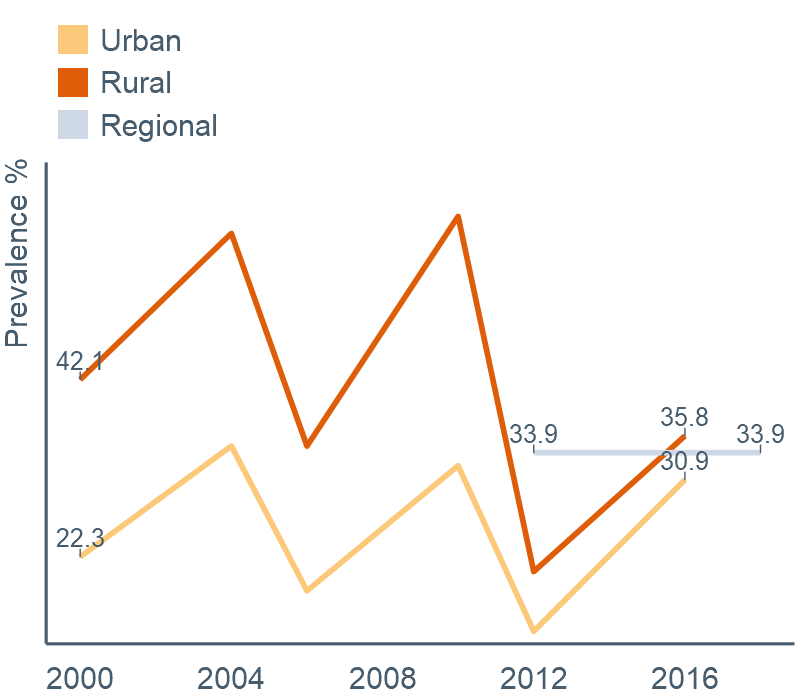 Urban
Rural
Regional
Prevalence %
42.1
22.3
33.9
35.8
33.9
30.9
2000 2004 2008 2012 2016